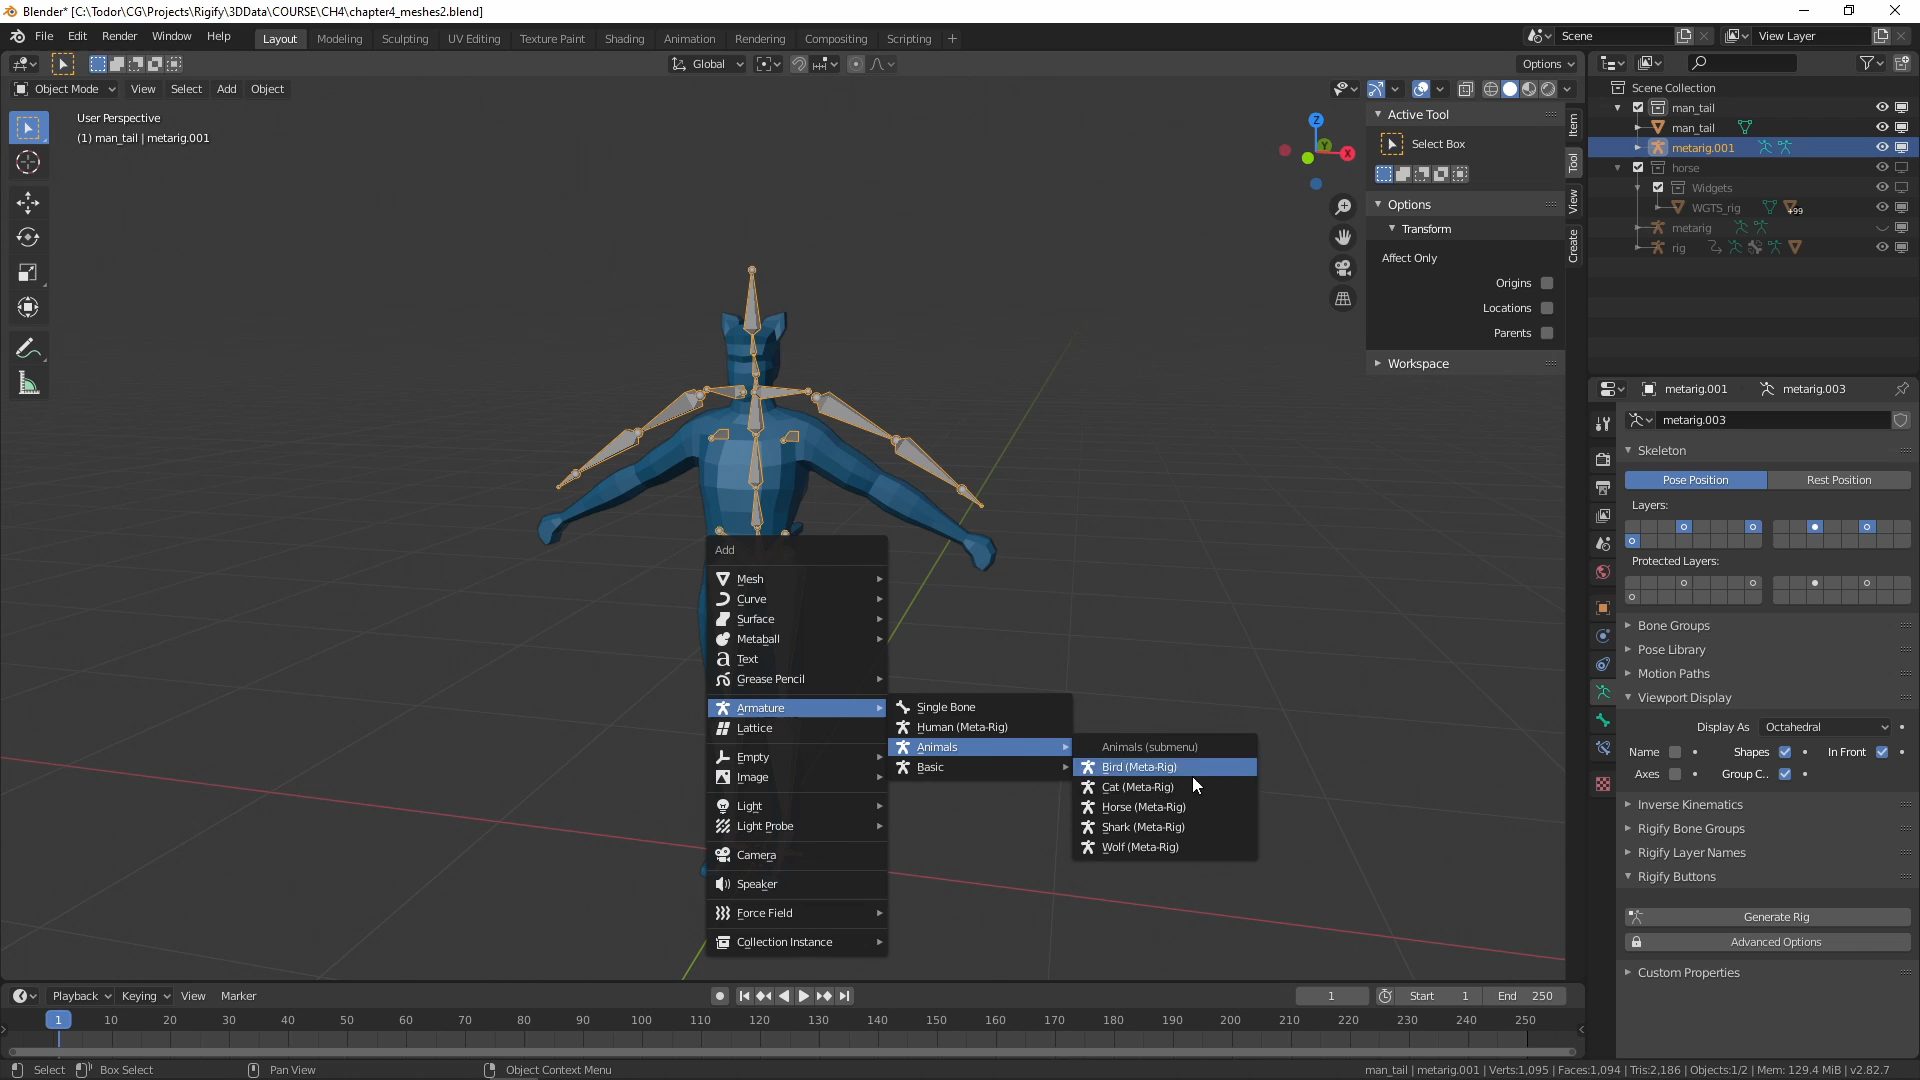 Blender* [C:\Todor\CG\Projects\Rigify\3DData\COURSE\CH4\chapter4_meshes2.blend]
File Edit Render Window Help Layout Modeling Sculpting UV Editing Texture Paint Shading Animation Rendering Compositing Scripting Scene View Layer
Global Options
Object Mode View Select Add Object
User Perspective
(1) man_tail | metarig.001
Z
Y
X
Active Tool
Select Box
Options
Transform
Affect Only
Origins
Locations
Parents
Workspace
Item
Tool
View
Create
Scene Collection
man_tail
man_tail
metarig.001
horse
Widgets
WGTS_rig +99
metarig
rig
metarig.001 metarig.003
metarig.003
Skeleton
Pose Position Rest Position
Layers:
Protected Layers:
Bone Groups
Pose Library
Motion Paths
Viewport Display
Display As Octahedral
Name Shapes In Front
Axes Group C..
Inverse Kinematics
Rigify Bone Groups
Rigify Layer Names
Rigify Buttons
Generate Rig
Advanced Options
Custom Properties
Add
Mesh
Curve
Surface
Metaball
Text
Grease Pencil
Armature
Lattice
Empty
Image
Light
Light Probe
Camera
Speaker
Force Field
Collection Instance
Single Bone
Human (Meta-Rig)
Animals
Basic
Animals (submenu)
Bird (Meta-Rig)
Cat (Meta-Rig)
Horse (Meta-Rig)
Shark (Meta-Rig)
Wolf (Meta-Rig)
Playback Keying View Marker 1 Start 1 End 250
1 10 20 30 40 50 60 70 80 90 100 110 120 130 140 150 160 170 180 190 200 210 220 230 240 250
Select Box Select Pan View Object Context Menu man_tail | metarig.001 | Verts:1,095 | Faces:1,094 | Tris:2,186 | Objects:1/2 | Mem: 129.4 MiB | v2.82.7